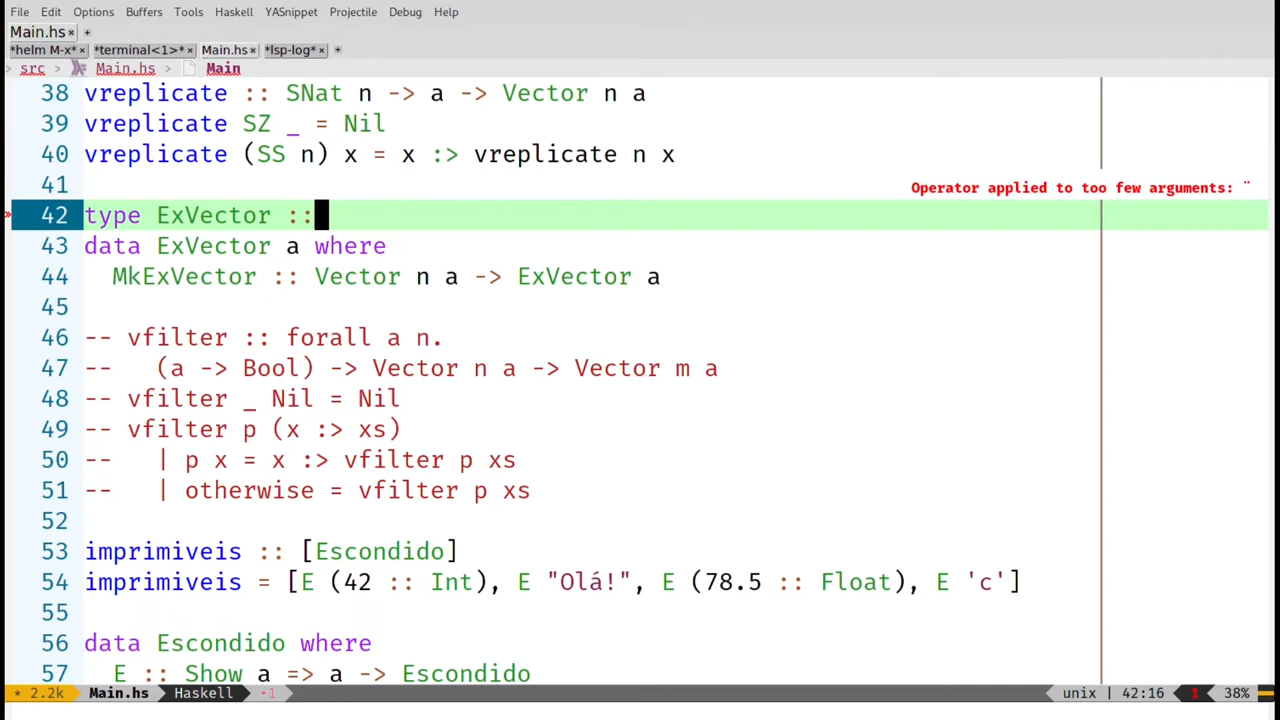 File Edit Options Buffers Tools Haskell YASnippet Projectile Debug Help
Main.hs × +
*helm M-x* × *terminal<1>* × Main.hs × *lsp-log* × +
> src > Main.hs > Main
38 vreplicate :: SNat n -> a -> Vector n a
39 vreplicate SZ _ = Nil
40 vreplicate (SS n) x = x :> vreplicate n x
41
Operator applied to too few arguments: ¨
» 42 type ExVector ::
43 data ExVector a where
44 MkExVector :: Vector n a -> ExVector a
45
46 -- vfilter :: forall a n.
47 -- (a -> Bool) -> Vector n a -> Vector m a
48 -- vfilter _ Nil = Nil
49 -- vfilter p (x :> xs)
50 -- | p x = x :> vfilter p xs
51 -- | otherwise = vfilter p xs
52
53 imprimiveis :: [Escondido]
54 imprimiveis = [E (42 :: Int), E "Olá!", E (78.5 :: Float), E 'c']
55
56 data Escondido where
57 E :: Show a => a -> Escondido
* 2.2k Main.hs Haskell •1 unix | 42:16 1 38%